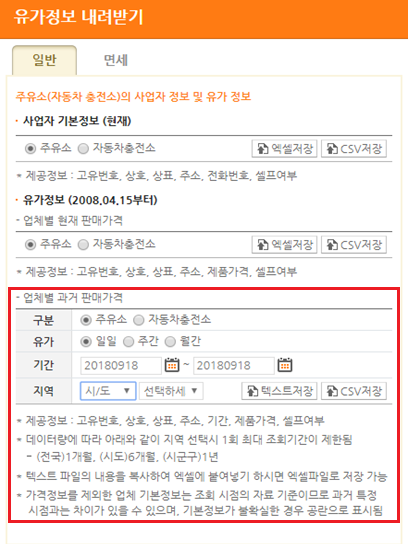 유가정보 내려받기
일반 면세
주유소(자동차 충전소)의 사업자 정보 및 유가 정보
· 사업자 기본정보 (현재)
주유소 자동차충전소 엑셀저장 CSV저장
* 제공정보 : 고유번호, 상호, 상표, 주소, 전화번호, 셀프여부
· 유가정보 (2008.04.15부터)
- 업체별 현재 판매가격
주유소 자동차충전소 엑셀저장 CSV저장
* 제공정보 : 고유번호, 상호, 상표, 주소, 제품가격, 셀프여부
- 업체별 과거 판매가격
구분 주유소 자동차충전소
유가 일일 주간 월간
기간 20180918 ~ 20180918
지역 시/도 선택하세 텍스트저장 CSV저장
* 제공정보 : 고유번호, 상호, 상표, 주소, 기간, 제품가격, 셀프여부
* 데이터량에 따라 아래와 같이 지역 선택시 1회 최대 조회기간이 제한됨
- (전국)1개월, (시도)6개월, (시군구)1년
* 텍스트 파일의 내용을 복사하여 엑셀에 붙여넣기 하시면 엑셀파일로 저장 가능
* 가격정보를 제외한 업체 기본정보는 조회 시점의 자료 기준이므로 과거 특정
시점과는 차이가 있을 수 있으며, 기본정보가 불확실한 경우 공란으로 표시됨